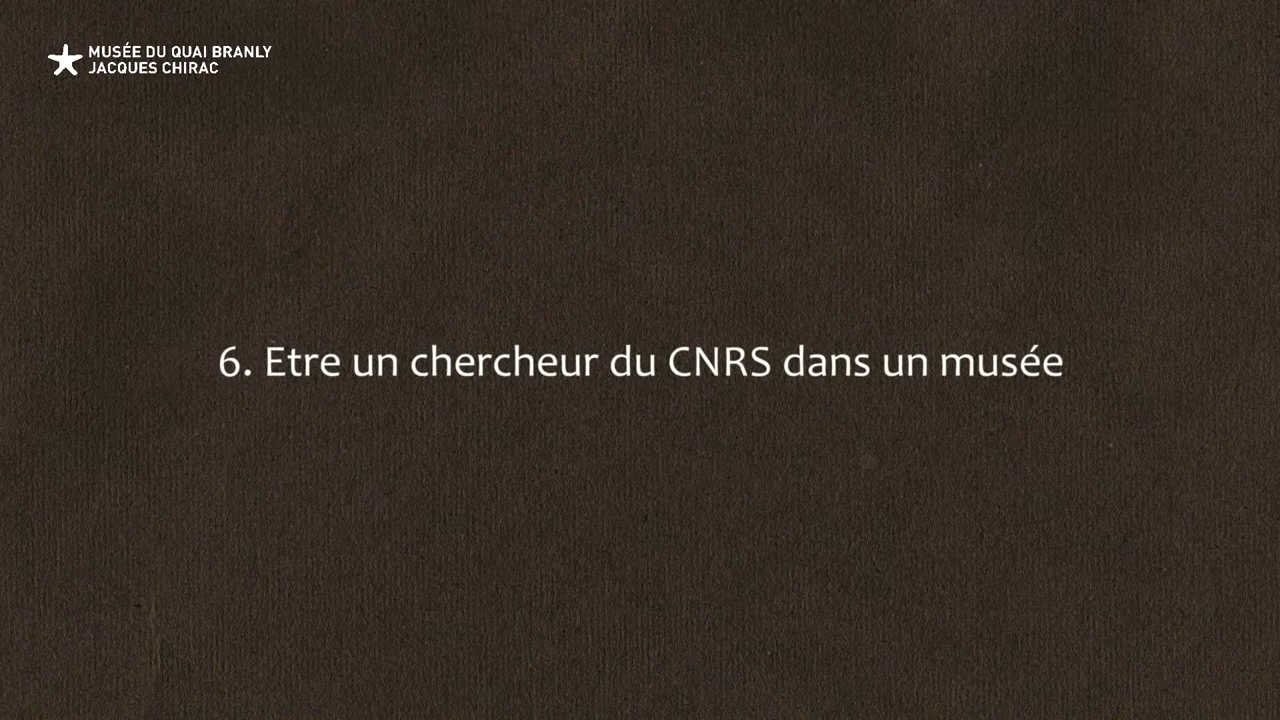 MUSÉE DU QUAI BRANLY
JACQUES CHIRAC
6. Etre un chercheur du CNRS dans un musée